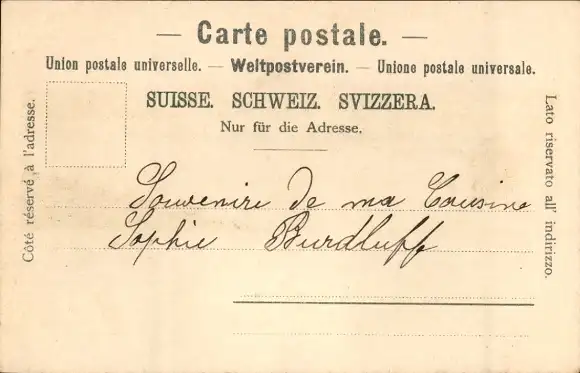 — Carte postale. —
Union postale universelle. — Weltpostverein. — Unione postale universale.
SUISSE. SCHWEIZ. SVIZZERA.
Nur für die Adresse.
Côté réservé à l'adresse.
Lato riservato all' indirizzo.
Souvenire de ma Cousine
Sophie Burdluff